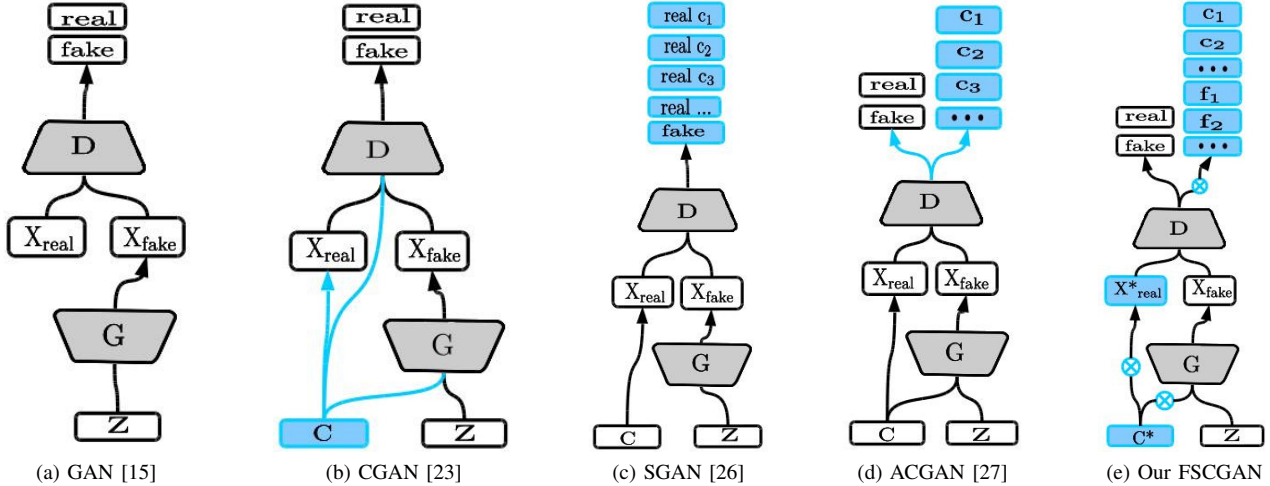 real
fake
D
X_real
X_fake
G
Z
(a) GAN [15]
real
fake
D
X_real
X_fake
G
C
Z
(b) CGAN [23]
real c_1
real c_2
real c_3
real ...
fake
D
X_real
X_fake
G
C
Z
(c) SGAN [26]
real
fake
c_1
c_2
c_3
•••
D
X_real
X_fake
G
C
Z
(d) ACGAN [27]
real
fake
c_1
c_2
•••
f_1
f_2
•••
D
X*_real
X_fake
G
C*
Z
(e) Our FSCGAN